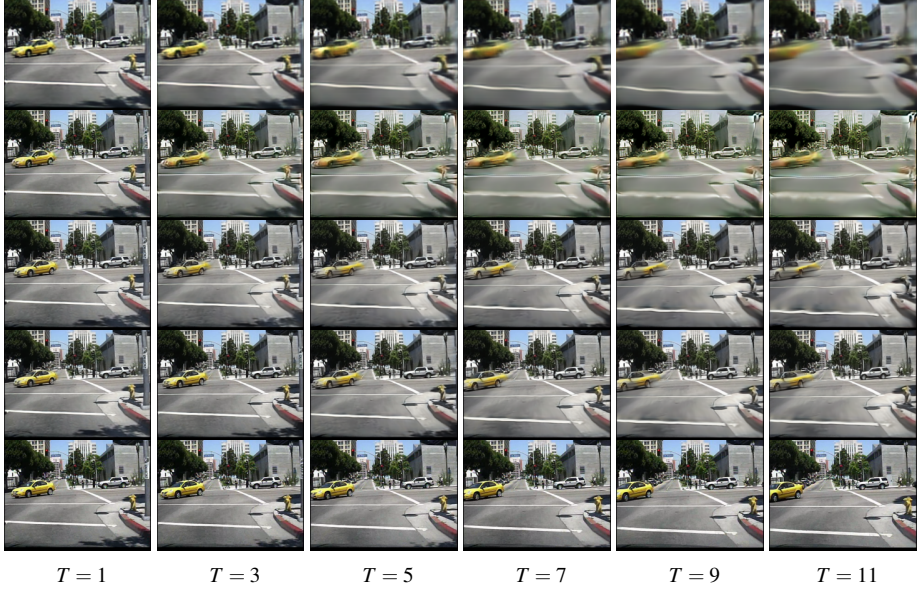 T = 1 T = 3 T = 5 T = 7 T = 9 T = 11